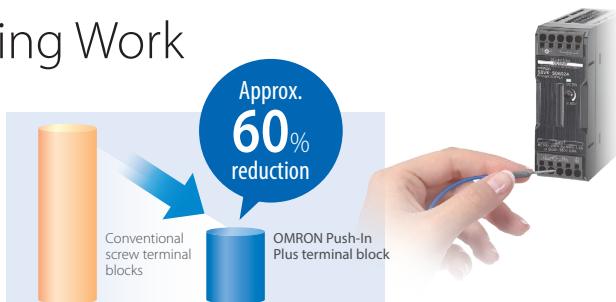 ing Work
Approx.
60%
reduction
Conventional
screw terminal
blocks
OMRON Push-In
Plus terminal block